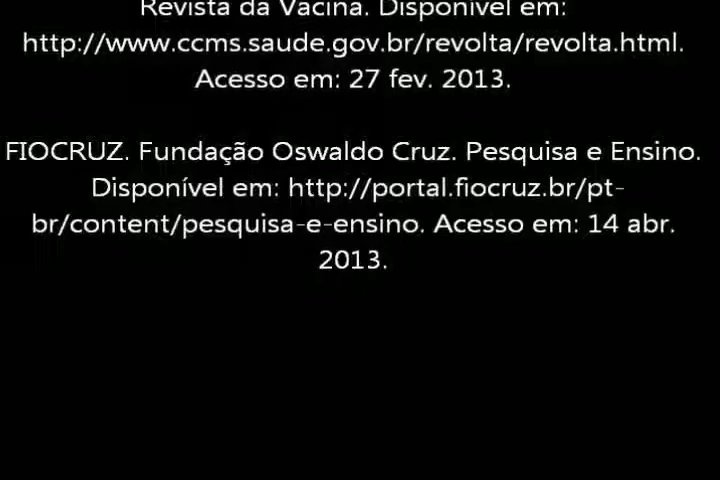 Revista da Vacina. Disponível em:
http://www.ccms.saude.gov.br/revolta/revolta.html.
Acesso em: 27 fev. 2013.
FIOCRUZ. Fundação Oswaldo Cruz. Pesquisa e Ensino.
Disponível em: http://portal.fiocruz.br/pt-
br/content/pesquisa-e-ensino. Acesso em: 14 abr.
2013.